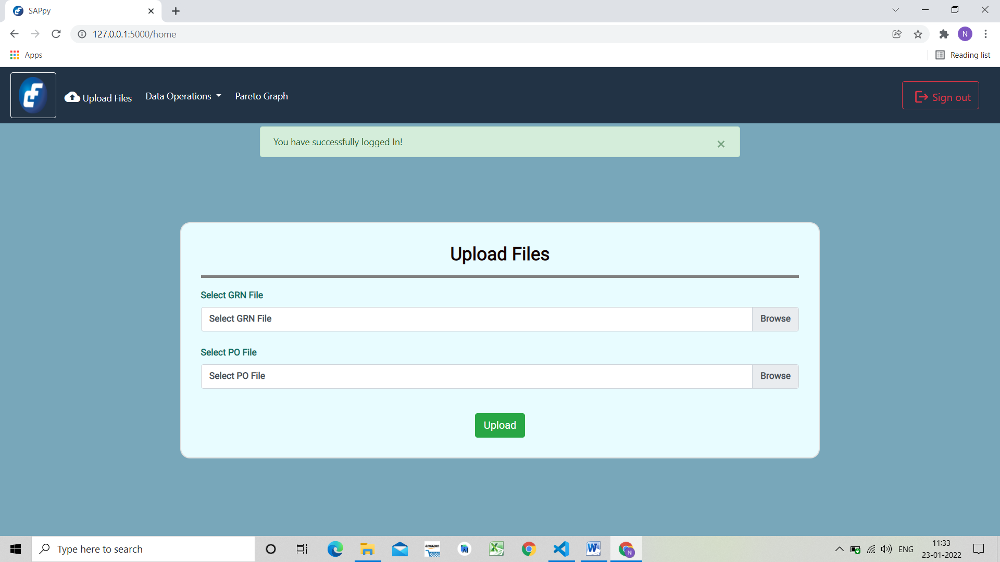 SAPpy
127.0.0.1:5000/home
N
Apps
Reading list
Upload Files
Data Operations
Pareto Graph
Sign out
You have successfully logged In!
Upload Files
Select GRN File
Select GRN File Browse
Select PO File
Select PO File Browse
Upload
Type here to search
amazon
N
ENG
11:33
23-01-2022